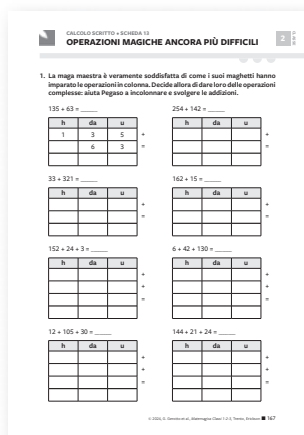 CALCOLO SCRITTO • SCHEDA 13
OPERAZIONI MAGICHE ANCORA PIÙ DIFFICILI
2
1. La maga maestra è veramente soddisfatta di come i suoi maghetti hanno
imparato le operazioni in colonna. Decide allora di dare loro delle operazioni
complesse: aiuta Pegaso a incolonnare e svolgere le addizioni.
135 + 63 = _____ 254 + 142 = _____
h da u h da u
1 3 5 + +
6 3 = =
33 + 321 = _____ 162 + 15 = _____
h da u h da u
+ +
= =
152 + 24 + 3 = _____ 6 + 42 + 130 = _____
h da u h da u
+ +
+ +
= =
12 + 105 + 30 = _____ 144 + 21 + 24 = _____
h da u h da u
+ +
+ +
= =
167